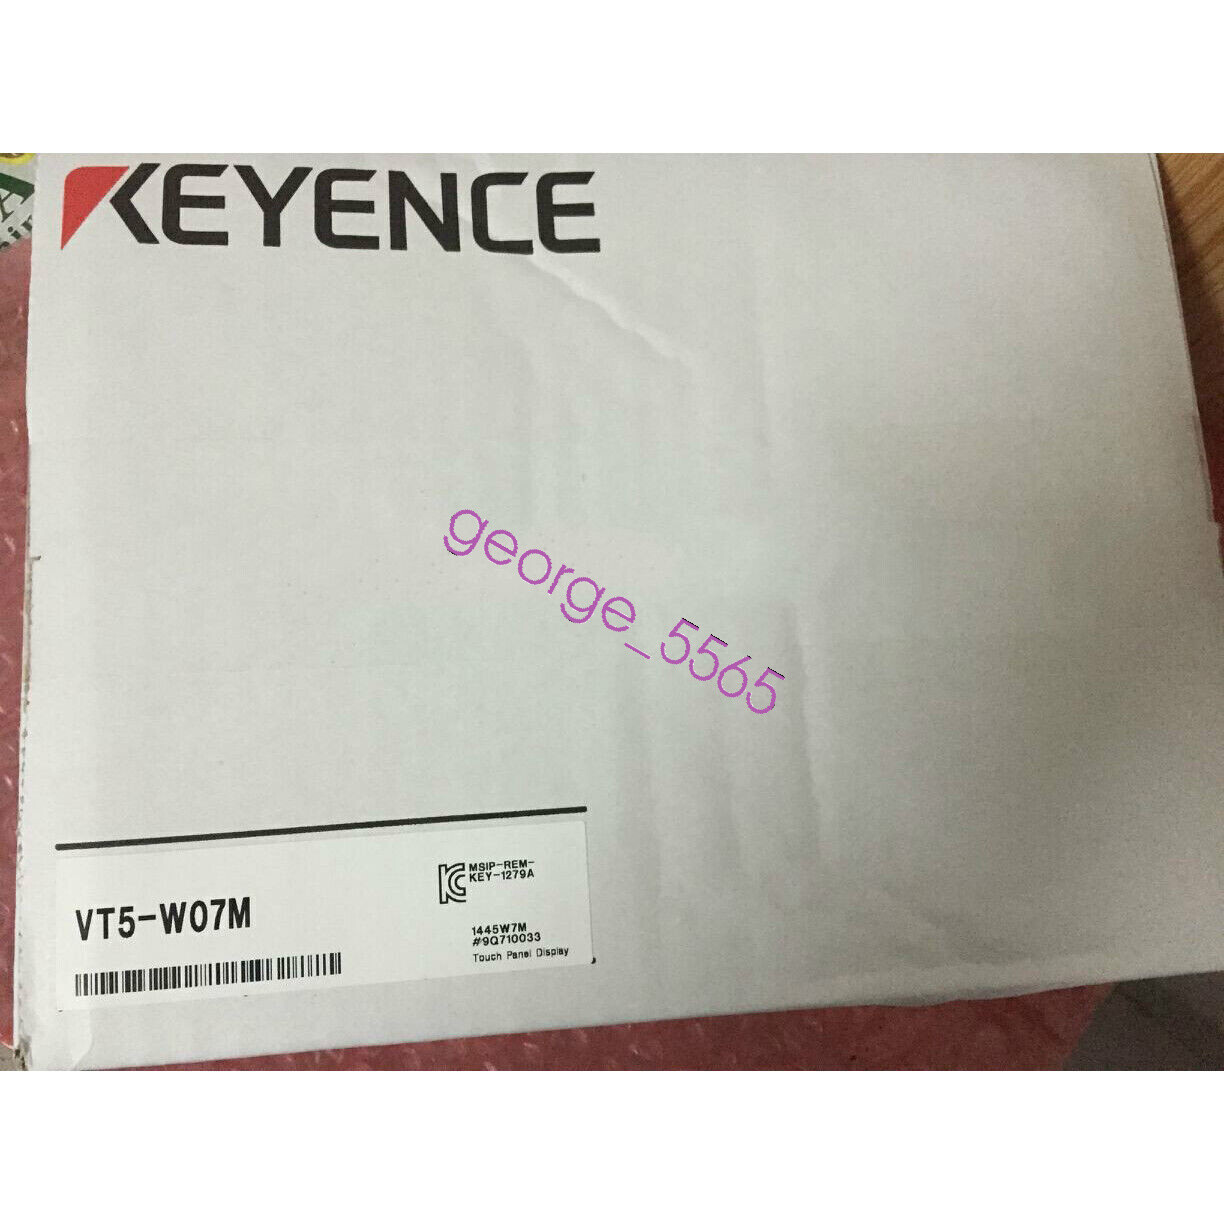 KEYENCE
george_5565
MSIP-REM-
KEY-1279A
VT5-W07M
1445W7M
#9Q710033
Touch Panel Display